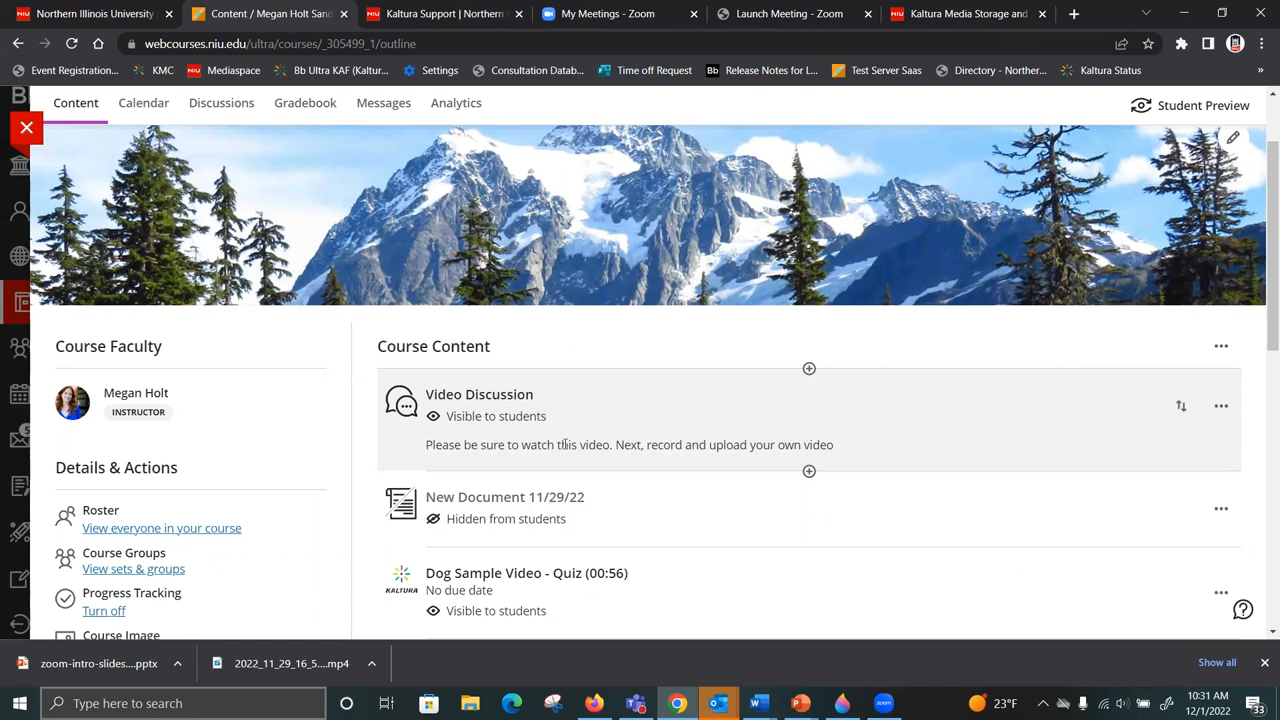 Northern Illinois University
Content / Megan Holt Sand
Kaltura Support | Northern I
My Meetings - Zoom
Launch Meeting - Zoom
Kaltura Media Storage and
webcourses.niu.edu/ultra/courses/_305499_1/outline
Event Registration...
KMC
Mediaspace
Bb Ultra KAF (Kaltur...
Settings
Consultation Datab...
Time off Request
Release Notes for L...
Test Server Saas
Directory - Norther...
Kaltura Status
»
Content
Calendar
Discussions
Gradebook
Messages
Analytics
Student Preview
Course Faculty
Megan Holt
INSTRUCTOR
Details & Actions
Roster
View everyone in your course
Course Groups
View sets & groups
Progress Tracking
Turn off
Course Image
Course Content
Video Discussion
Visible to students
Please be sure to watch this video. Next, record and upload your own video
New Document 11/29/22
Hidden from students
KALTURA
Dog Sample Video - Quiz (00:56)
No due date
Visible to students
zoom-intro-slides....pptx
2022_11_29_16_5....mp4
Show all
Type here to search
zoom
23°F
10:31 AM
12/1/2022
33